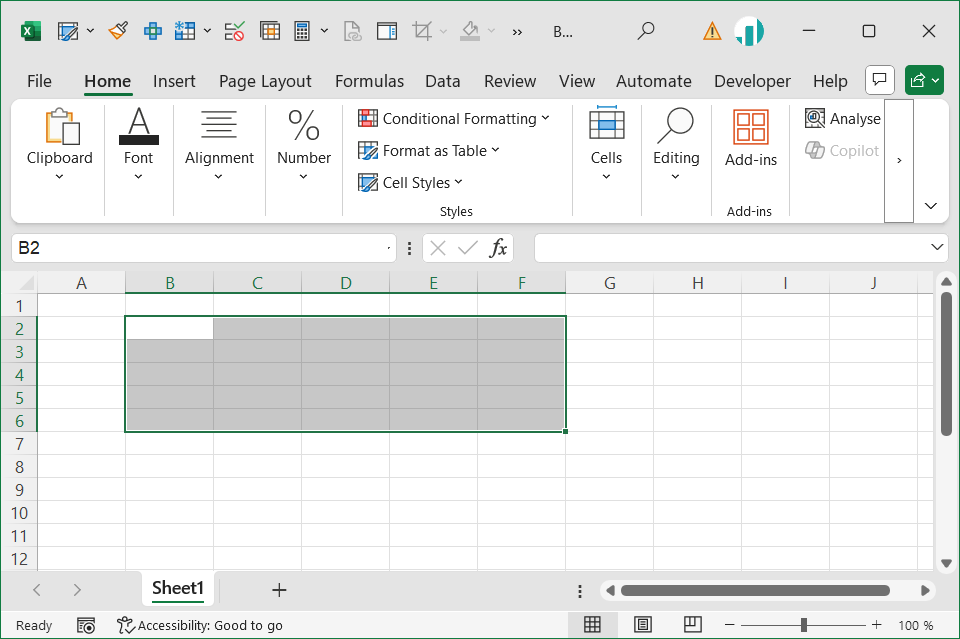 B...
File Home Insert Page Layout Formulas Data Review View Automate Developer Help
Clipboard Font Alignment Number
Conditional Formatting
Format as Table
Cell Styles
Styles
Cells Editing Add-ins
Add-ins
Analyse
Copilot
B2 fx
A B C D E F G H I J
1
2
3
4
5
6
7
8
9
10
11
12
Sheet1
Ready Accessibility: Good to go 100 %